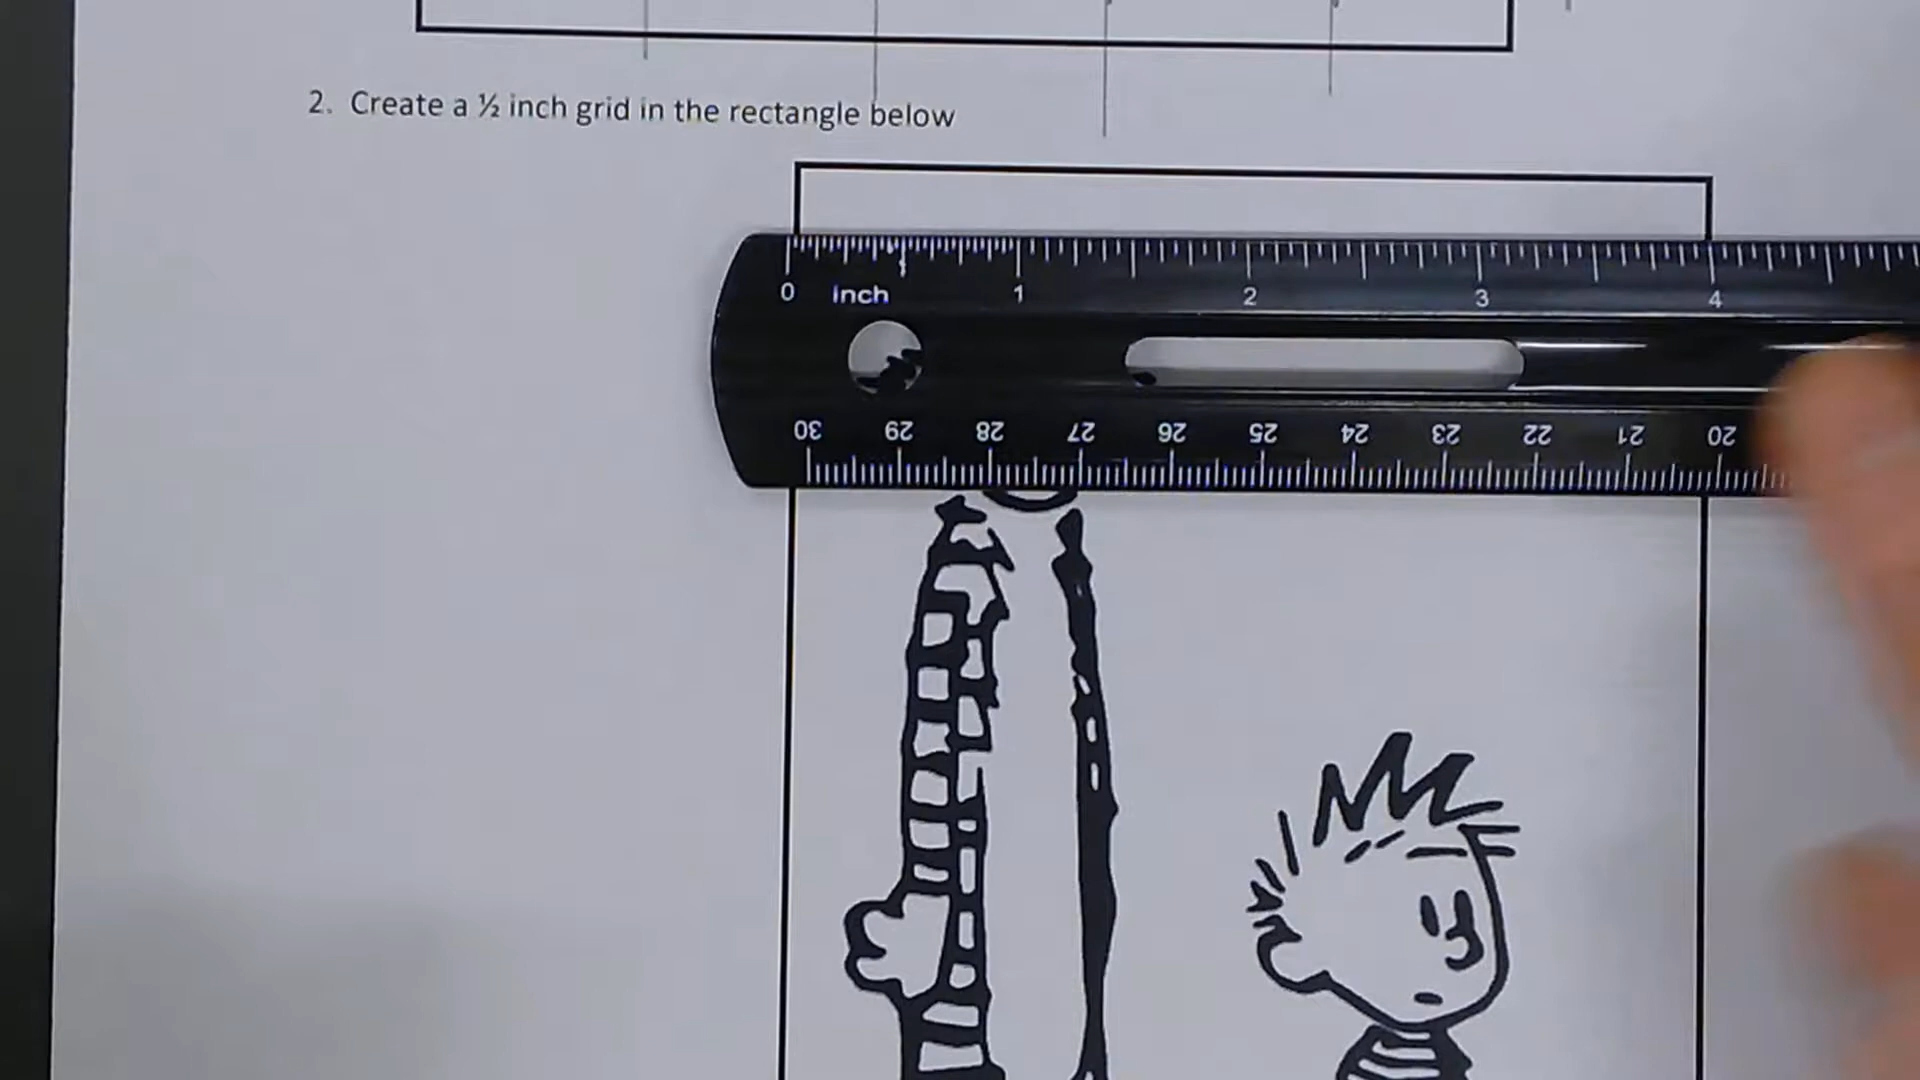 2. Create a ½ inch grid in the rectangle below
0 Inch 1 2 3 4
30 29 28 27 26 25 24 23 22 21 20